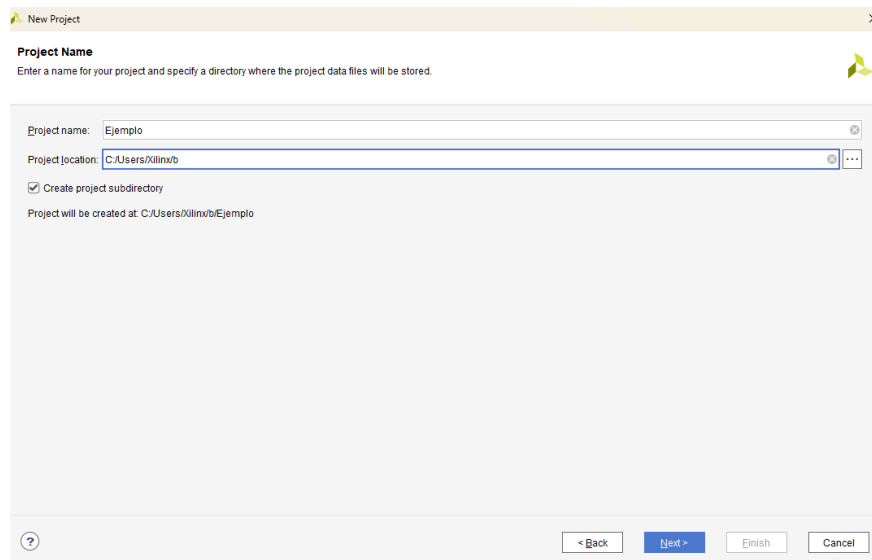 New Project
Project Name
Enter a name for your project and specify a directory where the project data files will be stored.
Project name: Ejemplo
Project location: C:/Users/Xilinx/b
Create project subdirectory
Project will be created at: C:/Users/Xilinx/b/Ejemplo
? < Back Next > Finish Cancel